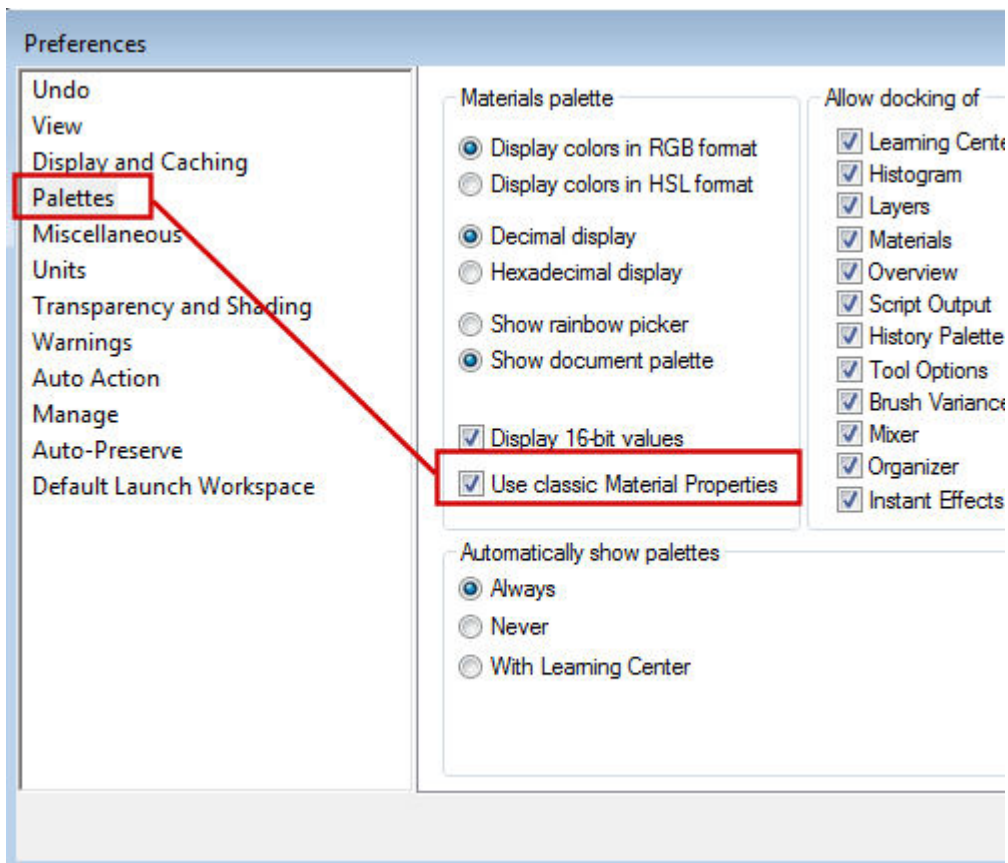 Preferences
Undo
View
Display and Caching
Palettes
Miscellaneous
Units
Transparency and Shading
Warnings
Auto Action
Manage
Auto-Preserve
Default Launch Workspace
Materials palette
Display colors in RGB format
Display colors in HSL format
Decimal display
Hexadecimal display
Show rainbow picker
Show document palette
Display 16-bit values
Use classic Material Properties
Automatically show palettes
Always
Never
With Learning Center
Allow docking of
Learning Cente
Histogram
Layers
Materials
Overview
Script Output
History Palette
Tool Options
Brush Variance
Mixer
Organizer
Instant Effects